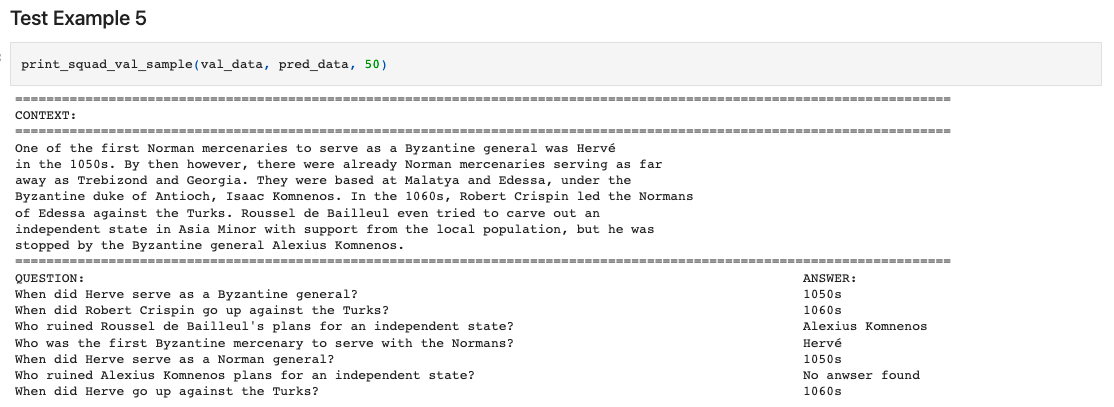 Test Example 5
print_squad_val_sample(val_data, pred_data, 50)
========================================================================================================================
CONTEXT:
========================================================================================================================
One of the first Norman mercenaries to serve as a Byzantine general was Hervé
in the 1050s. By then however, there were already Norman mercenaries serving as far
away as Trebizond and Georgia. They were based at Malatya and Edessa, under the
Byzantine duke of Antioch, Isaac Komnenos. In the 1060s, Robert Crispin led the Normans
of Edessa against the Turks. Roussel de Bailleul even tried to carve out an
independent state in Asia Minor with support from the local population, but he was
stopped by the Byzantine general Alexius Komnenos.
========================================================================================================================
QUESTION: ANSWER:
When did Herve serve as a Byzantine general? 1050s
When did Robert Crispin go up against the Turks? 1060s
Who ruined Roussel de Bailleul's plans for an independent state? Alexius Komnenos
Who was the first Byzantine mercenary to serve with the Normans? Hervé
When did Herve serve as a Norman general? 1050s
Who ruined Alexius Komnenos plans for an independent state? No anwser found
When did Herve go up against the Turks? 1060s